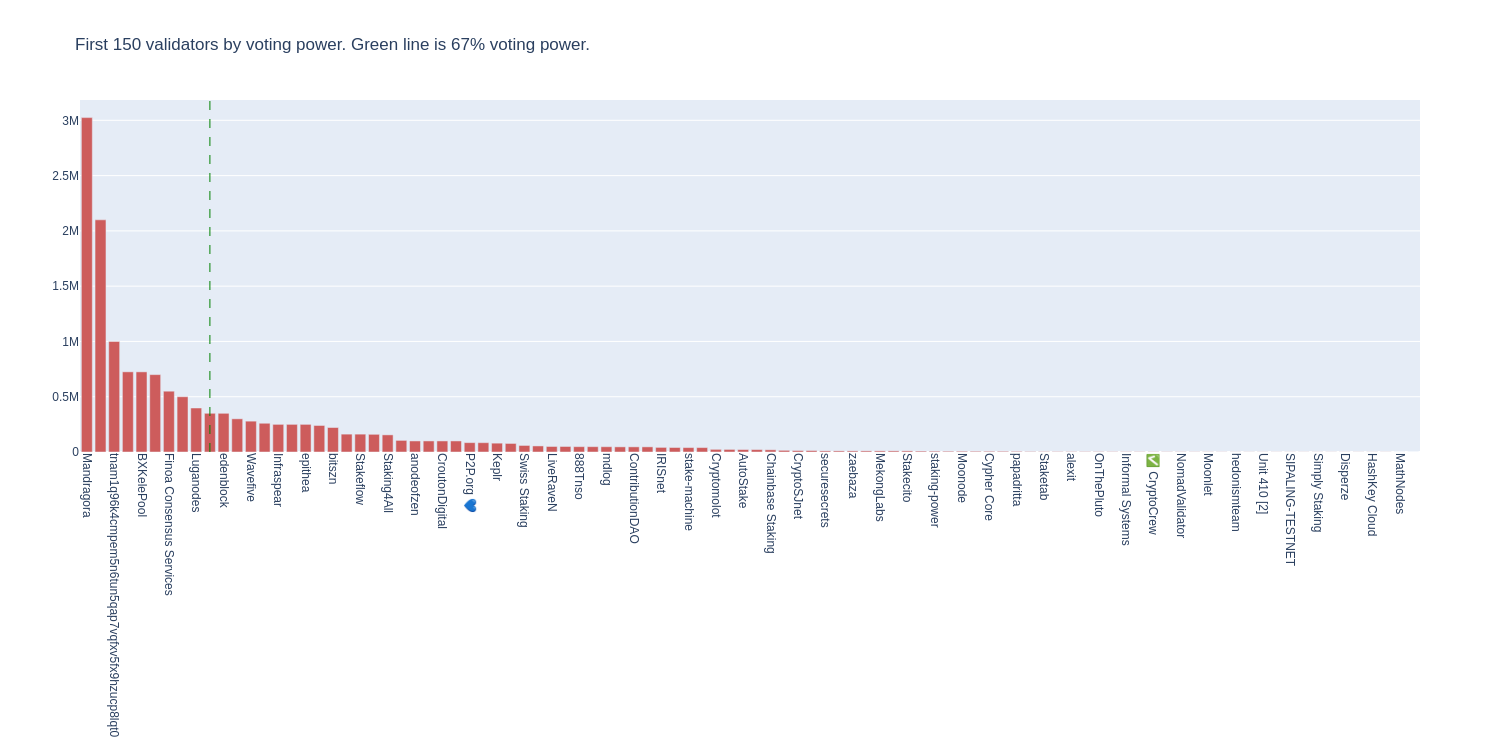 First 150 validators by voting power. Green line is 67% voting power.
3M
2.5M
2M
1.5M
1M
0.5M
0
Mandragora
tnam1q96k4cmpem5n6tun5qap7vqfxv5fx9hzucp8lqt0
BXKelePool
Finoa Consensus Services
Luganodes
edenblock
Wavefive
Infraspear
epithea
bitszn
Stakeflow
Staking4All
anodeofzen
CroutonDigital
P2P.org 💙
Keplr
Swiss Staking
LiveRaveN
888Tniso
mdlog
ContributionDAO
IRISnet
stake-machine
Cryptomolot
AutoStake
Chainbase Staking
CryptoSJnet
securesecrets
zaebaza
MekongLabs
Stakecito
staking-power
Moonode
Cypher Core
papadritta
Staketab
alexit
OnThePluto
Informal Systems
✅ CryptoCrew
NomadValidator
Moonlet
hedonismteam
Unit 410 [2]
SIPALING-TESTNET
Simply Staking
Disperze
HashKey Cloud
MathNodes